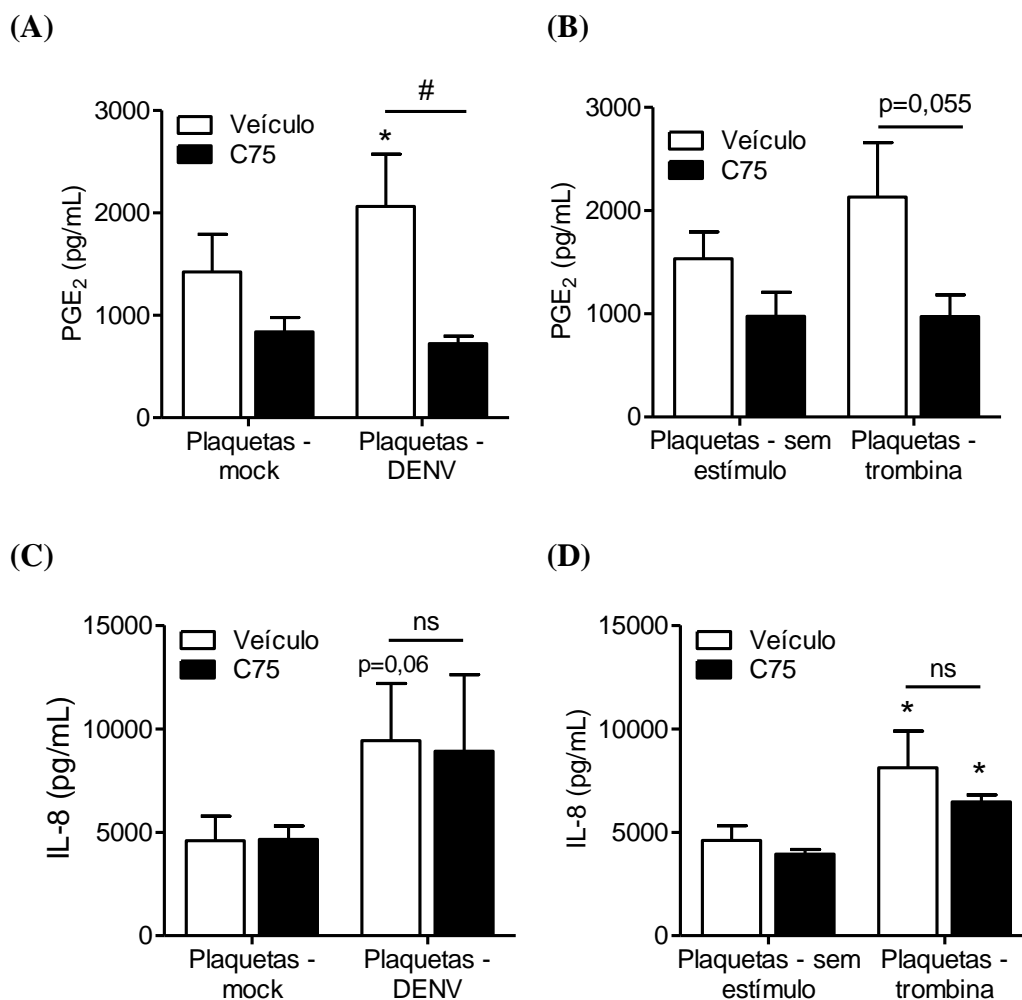 (A)
#
3000
Veículo
C75
*
2000
1000
0
PGE2 (pg/mL)
Plaquetas -
mock
Plaquetas -
DENV
(B)
p=0,055
3000
Veículo
C75
2000
1000
0
PGE2 (pg/mL)
Plaquetas - sem
estímulo
Plaquetas -
trombina
(C)
15000
Veículo
C75
ns
p=0,06
10000
5000
0
IL-8 (pg/mL)
Plaquetas -
mock
Plaquetas -
DENV
(D)
15000
Veículo
C75
ns
*
*
10000
5000
0
IL-8 (pg/mL)
Plaquetas - sem
estímulo
Plaquetas -
trombina